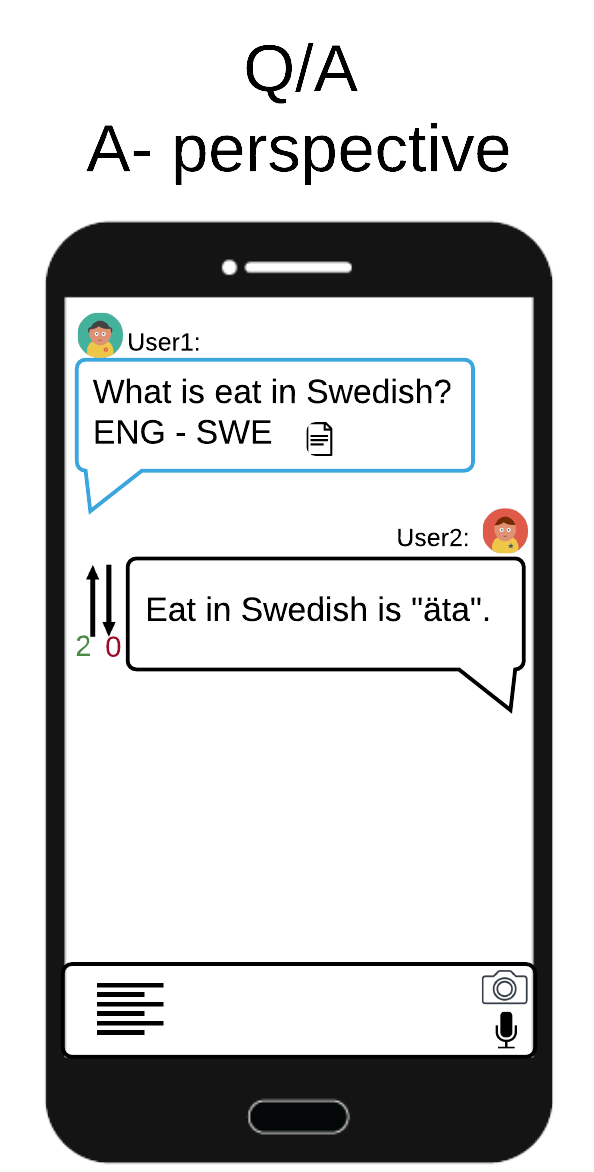 Q/A
A- perspective
User1:
What is eat in Swedish?
ENG - SWE
User2:
Eat in Swedish is "äta".
2 0